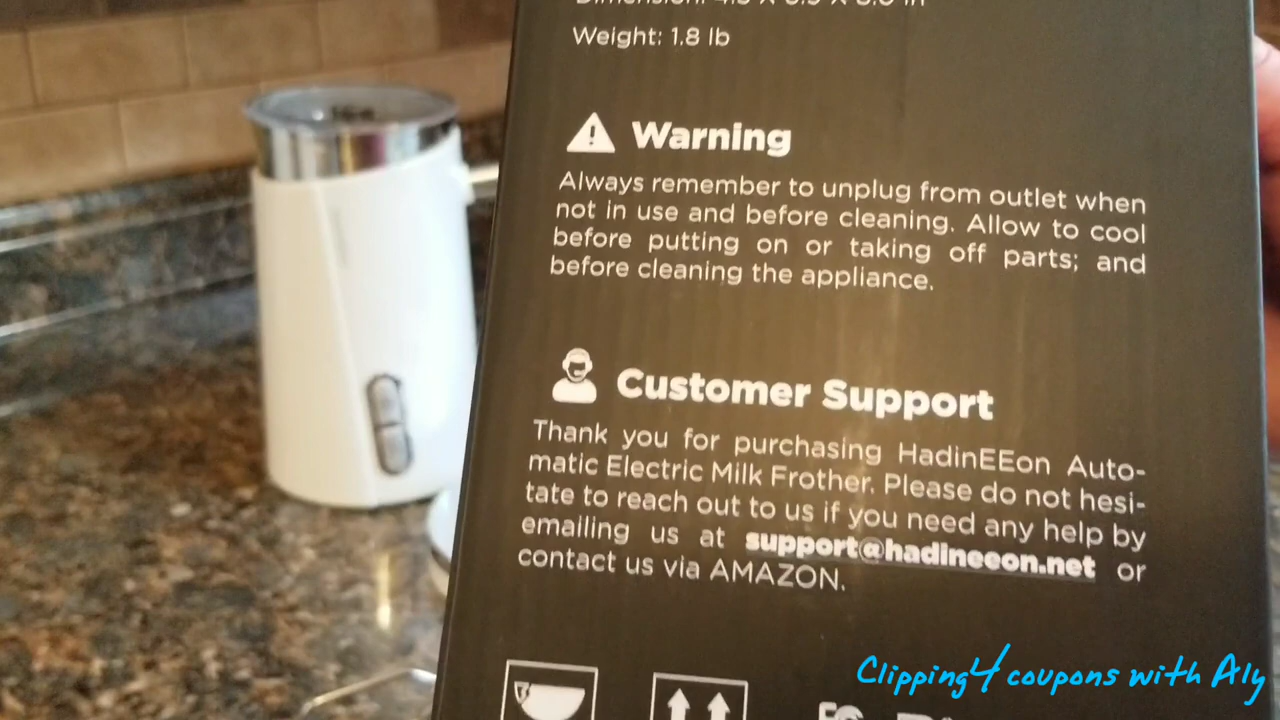 Weight: 1.8 lb
Warning
Always remember to unplug from outlet when
not in use and before cleaning. Allow to cool
before putting on or taking off parts; and
before cleaning the appliance.
Customer Support
Thank you for purchasing HadinEEon Auto-
matic Electric Milk Frother. Please do not hesi-
tate to reach out to us if you need any help by
emailing us at support@hadineeon.net or
contact us via AMAZON.
Clipping4 coupons with Aly